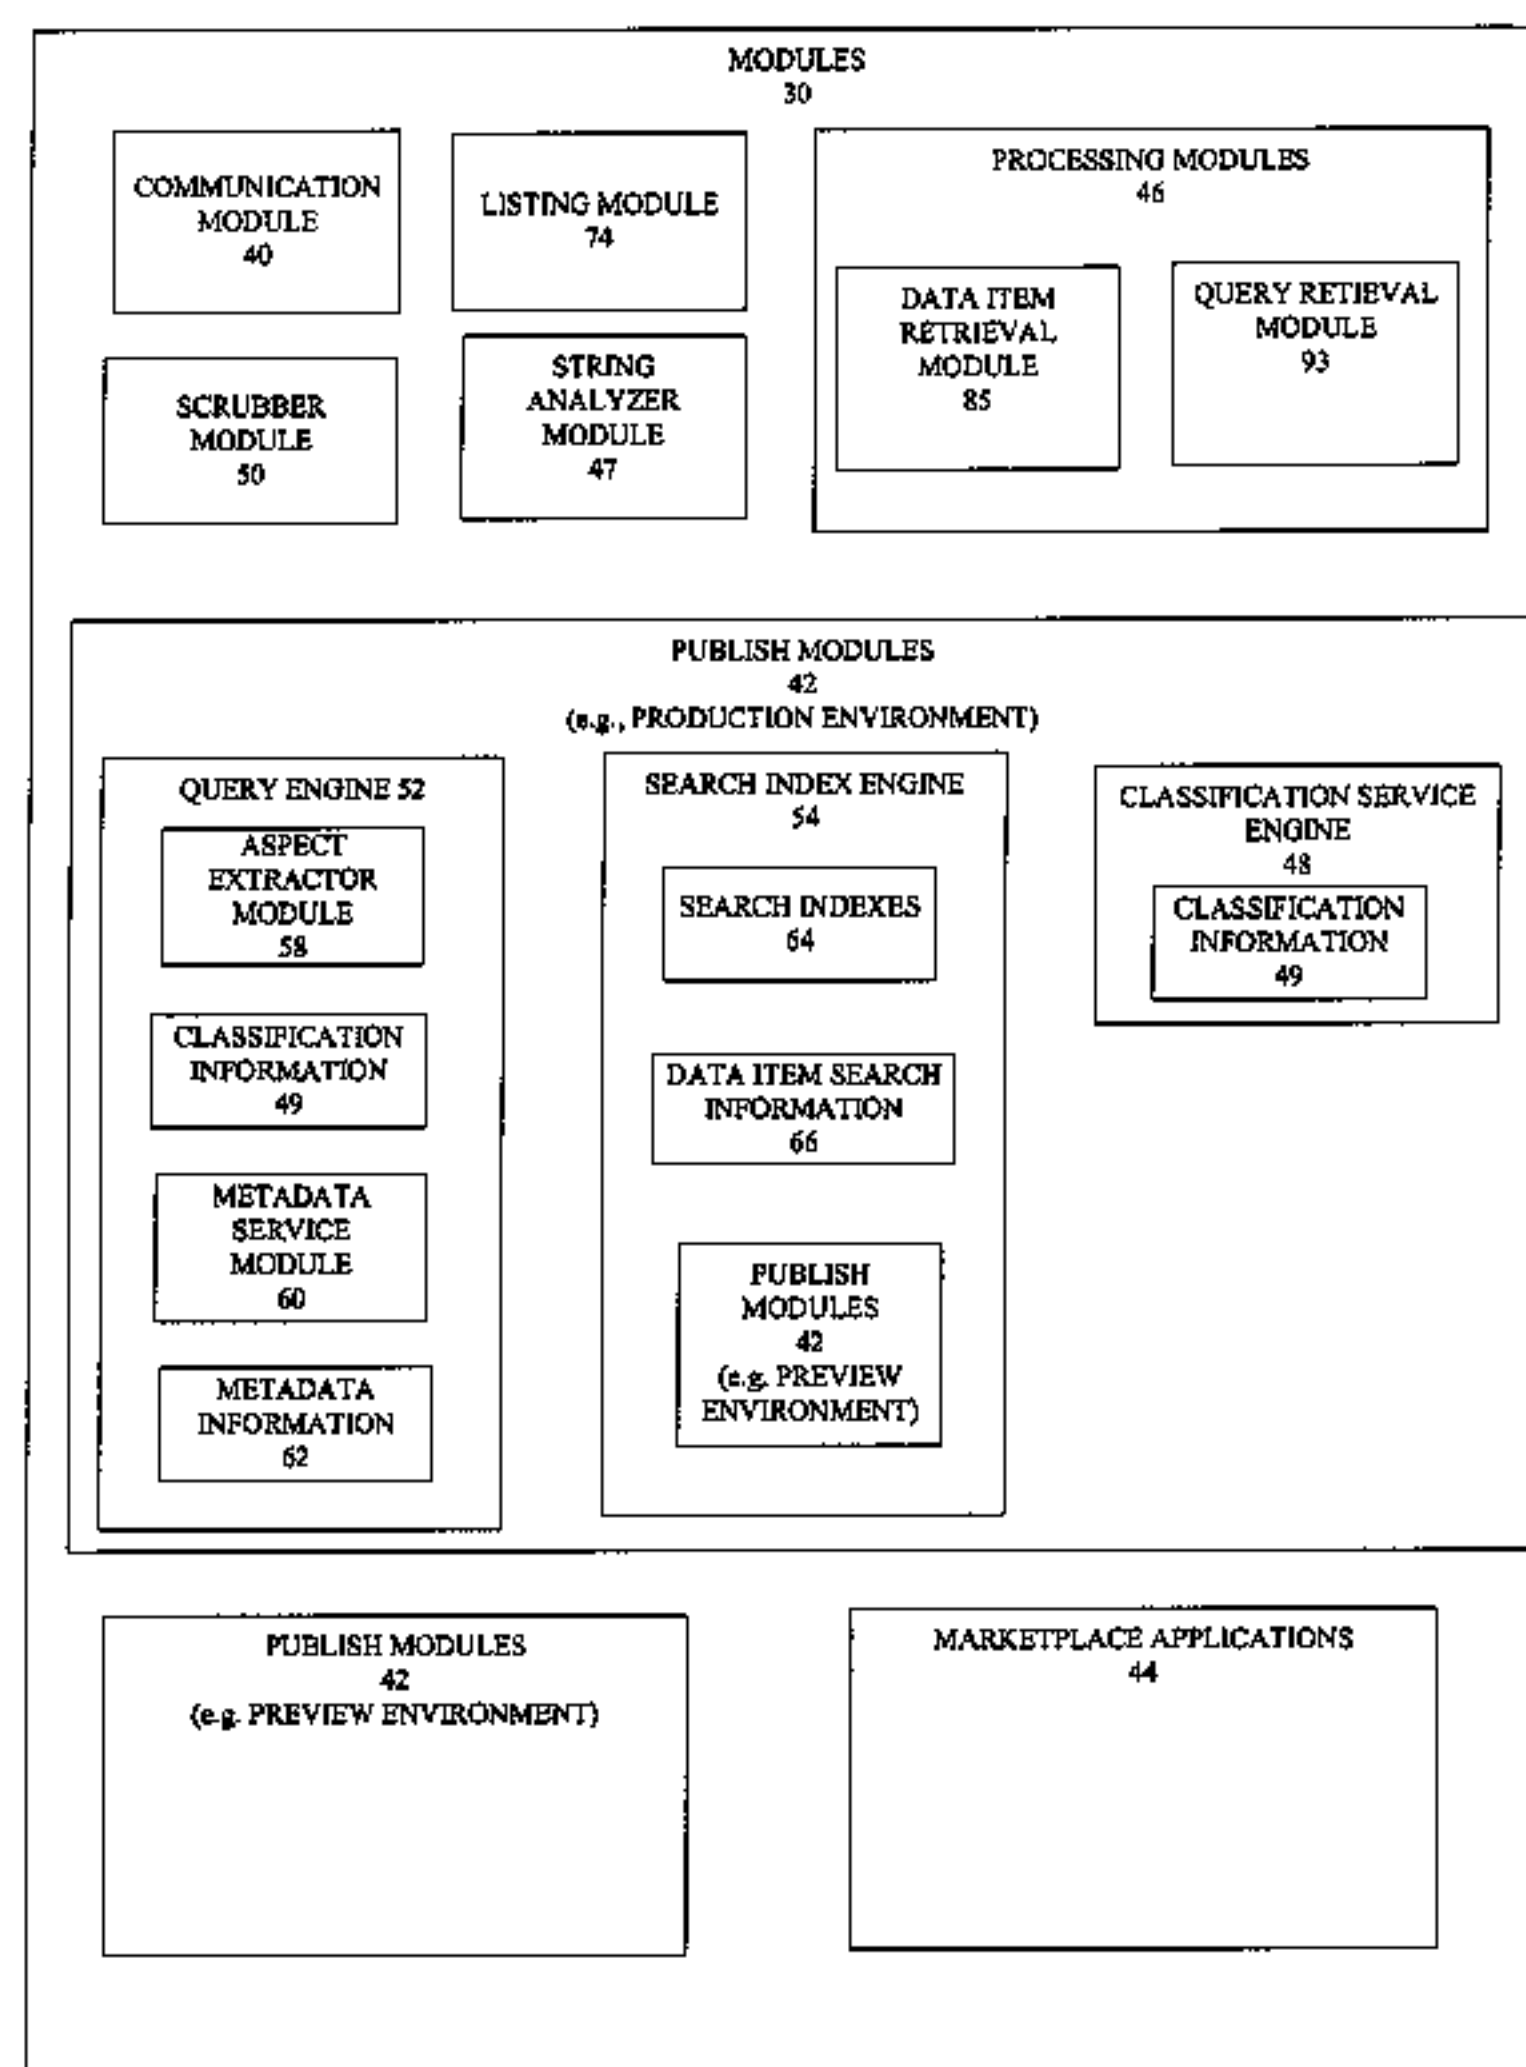 MODULES
30
COMMUNICATION
MODULE
40
LISTING MODULE
74
PROCESSING MODULES
46
DATA ITEM
RETRIEVAL
MODULE
85
QUERY RETIEVAL
MODULE
93
SCRUBBER
MODULE
50
STRING
ANALYZER
MODULE
47
PUBLISH MODULES
42
(e.g., PRODUCTION ENVIRONMENT)
QUERY ENGINE 52
ASPECT
EXTRACTOR
MODULE
58
CLASSIFICATION
INFORMATION
49
METADATA
SERVICE
MODULE
60
METADATA
INFORMATION
62
SEARCH INDEX ENGINE
54
SEARCH INDEXES
64
DATA ITEM SEARCH
INFORMATION
66
PUBLISH
MODULES
42
(e.g. PREVIEW
ENVIRONMENT)
CLASSIFICATION SERVICE
ENGINE
48
CLASSIFICATION
INFORMATION
49
PUBLISH MODULES
42
(e.g. PREVIEW ENVIRONMENT)
MARKETPLACE APPLICATIONS
44